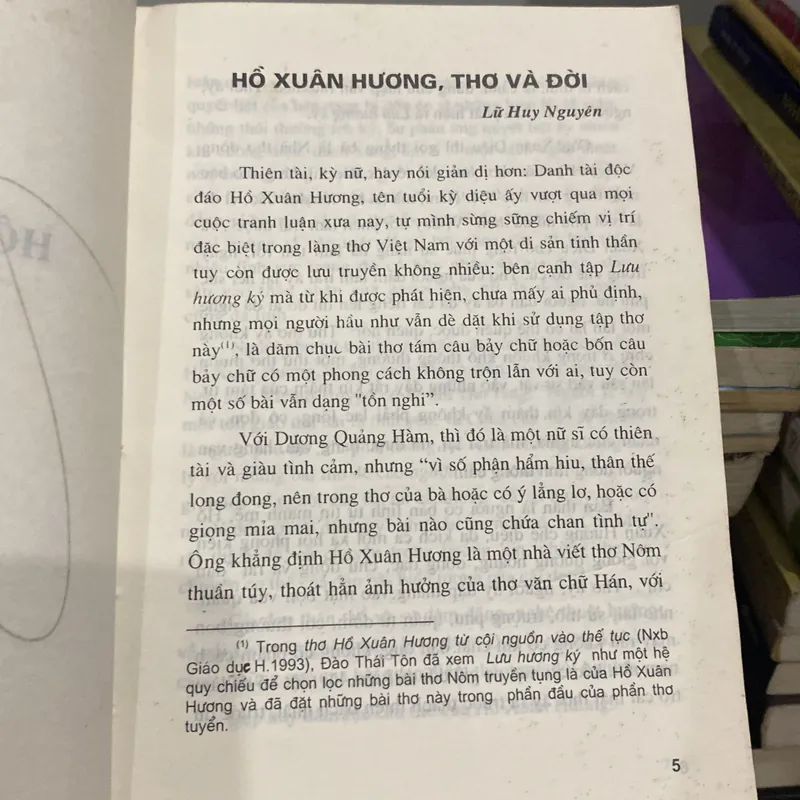 HỒ XUÂN HƯƠNG, THƠ VÀ ĐỜI
Lữ Huy Nguyên
Thiên tài, kỳ nữ, hay nói giản dị hơn: Danh tài độc
đáo Hồ Xuân Hương, tên tuổi kỳ diệu ấy vượt qua mọi
cuộc tranh luận xưa nay, tự mình sừng sững chiếm vị trí
đặc biệt trong làng thơ Việt Nam với một di sản tinh thần
tuy còn được lưu truyền không nhiều: bên cạnh tập Lưu
hương ký mà từ khi được phát hiện, chưa mấy ai phủ định,
nhưng mọi người hầu như vẫn dè dặt khi sử dụng tập thơ
này(1), là dăm chục bài thơ tám câu bảy chữ hoặc bốn câu
bảy chữ có một phong cách không trộn lẫn với ai, tuy còn
một số bài vẫn dạng "tồn nghi”.
Với Dương Quảng Hàm, thì đó là một nữ sĩ có thiên
tài và giàu tình cảm, nhưng “vì số phận hẩm hiu, thân thế
long đong, nên trong thơ của bà hoặc có ý lẳng lơ, hoặc có
giọng mỉa mai, nhưng bài nào cũng chứa chan tình tự".
Ông khẳng định Hồ Xuân Hương là một nhà viết thơ Nôm
thuần túy, thoát hẳn ảnh hưởng của thơ văn chữ Hán, với
(1) Trong thơ Hồ Xuân Hương từ cội nguồn vào thế tục (Nxb
Giáo dục H.1993), Đào Thái Tôn đã xem Lưu hương ký như một hệ
quy chiếu để chọn lọc những bài thơ Nôm truyền tụng là của Hồ Xuân
Hương và đã đặt những bài thơ này trong phần đầu của phần thơ
tuyển.
5